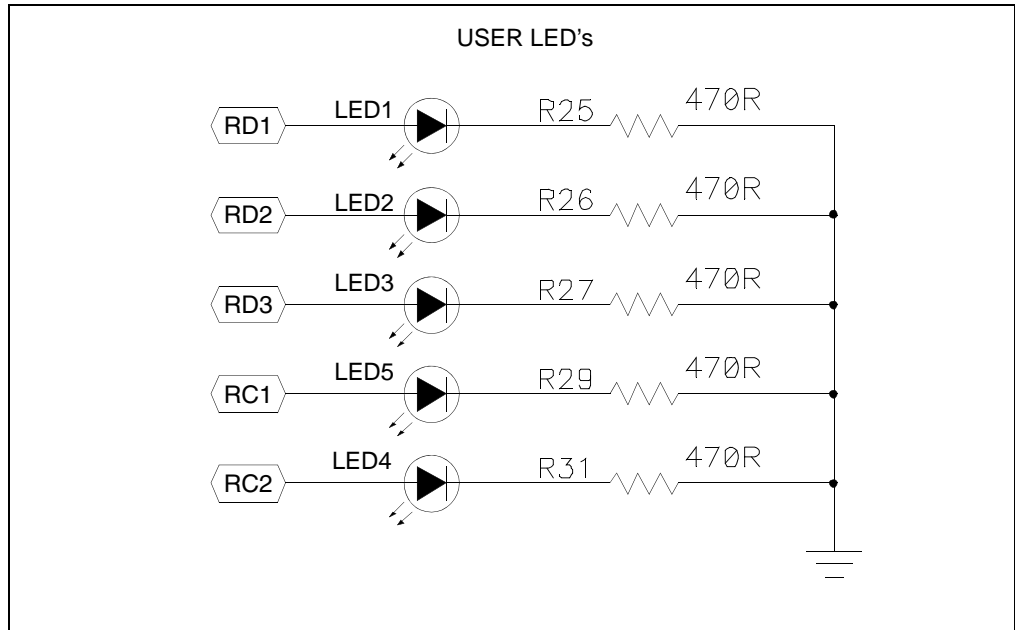 USER LED's
RD1 LED1 R25 470R
RD2 LED2 R26 470R
RD3 LED3 R27 470R
RC1 LED5 R29 470R
RC2 LED4 R31 470R